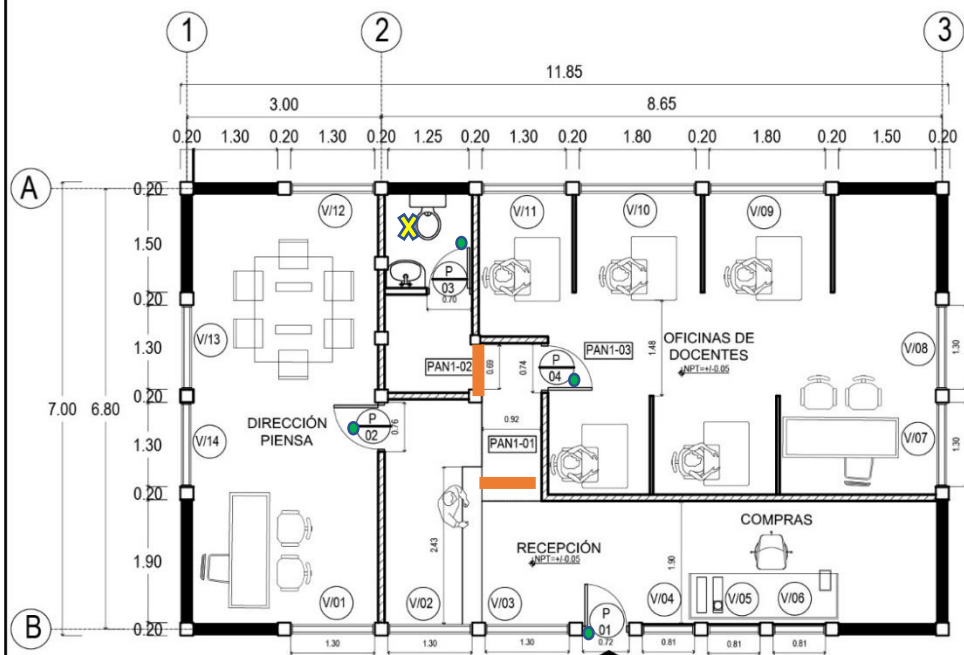 1 2 3
11.85
3.00 8.65
0.20 1.30 0.20 1.30 0.20 1.25 0.20 1.30 0.20 1.80 0.20 1.80 0.20 1.50 0.20
A
0.20
V/12 V/11 V/10 V/09
1.50
P
03
0.70
0.20
V/13
1.30
OFICINAS DE
DOCENTES
NPT=+/-0.05
1.48
V/08
1.30
PAN1-02
0.69
0.74
PAN1-03
P
04
7.00 6.80
0.20
0.92
DIRECCIÓN
PIENSA
P
02
0.76
V/14
1.30
PAN1-01
V/07
1.30
0.20
COMPRAS
RECEPCIÓN
NPT=+/-0.05
2.43
1.90
1.90
V/01 V/02 V/03
P
01
V/04 V/05 V/06
B
0.20
1.30 1.30 1.30 0.72 0.81 0.81 0.81